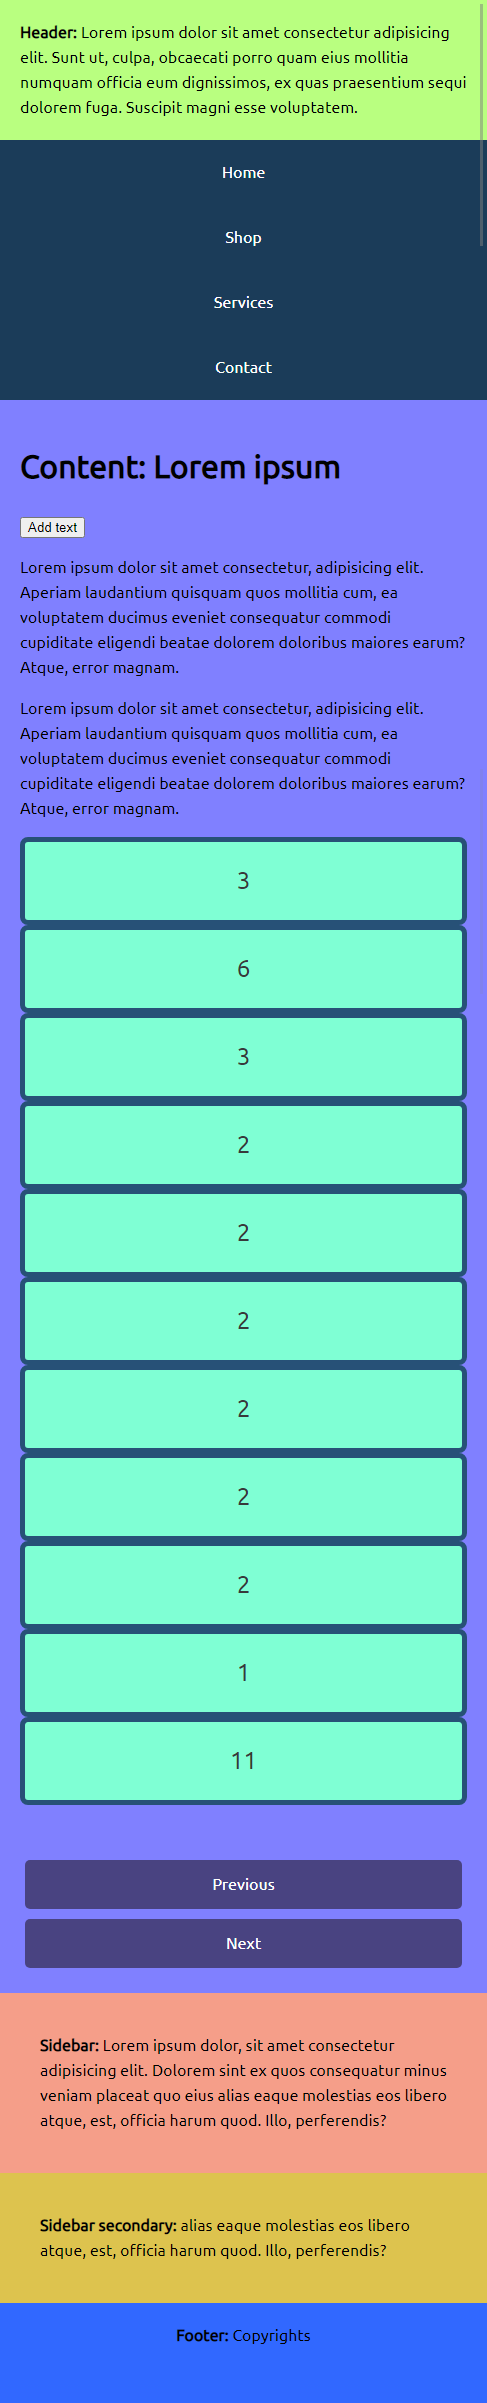 Header: Lorem ipsum dolor sit amet consectetur adipisicing
elit. Sunt ut, culpa, obcaecati porro quam eius mollitia
numquam officia eum dignissimos, ex quas praesentium sequi
dolorem fuga. Suscipit magni esse voluptatem.
Home
Shop
Services
Contact
Content: Lorem ipsum
Add text
Lorem ipsum dolor sit amet consectetur, adipisicing elit.
Aperiam laudantium quisquam quos mollitia cum, ea
voluptatem ducimus eveniet consequatur commodi
cupiditate eligendi beatae dolorem doloribus maiores earum?
Atque, error magnam.
Lorem ipsum dolor sit amet consectetur, adipisicing elit.
Aperiam laudantium quisquam quos mollitia cum, ea
voluptatem ducimus eveniet consequatur commodi
cupiditate eligendi beatae dolorem doloribus maiores earum?
Atque, error magnam.
3
6
3
2
2
2
2
2
2
1
11
Previous
Next
Sidebar: Lorem ipsum dolor, sit amet consectetur
adipisicing elit. Dolorem sint ex quos consequatur minus
veniam placeat quo eius alias eaque molestias eos libero
atque, est, officia harum quod. Illo, perferendis?
Sidebar secondary: alias eaque molestias eos libero
atque, est, officia harum quod. Illo, perferendis?
Footer: Copyrights